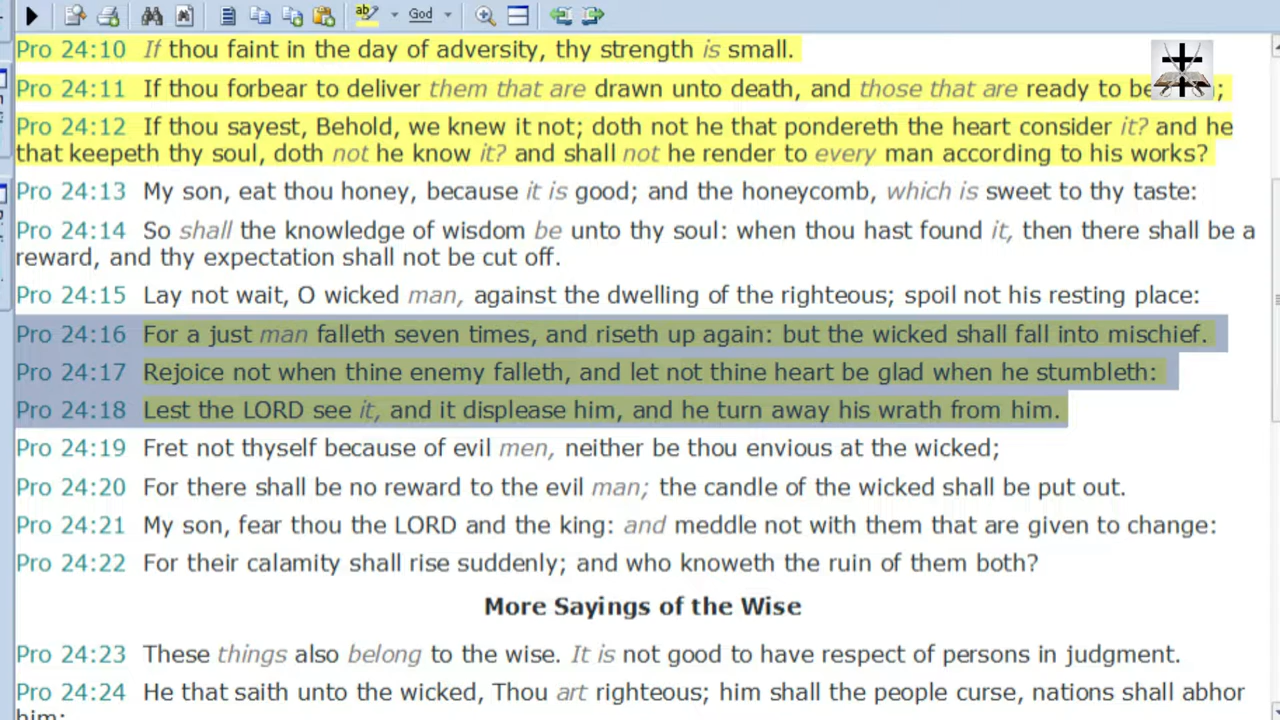 God
Pro 24:10 If thou faint in the day of adversity, thy strength is small.
Pro 24:11 If thou forbear to deliver them that are drawn unto death, and those that are ready to be ;
Pro 24:12 If thou sayest, Behold, we knew it not; doth not he that pondereth the heart consider it? and he
that keepeth thy soul, doth not he know it? and shall not he render to every man according to his works?
Pro 24:13 My son, eat thou honey, because it is good; and the honeycomb, which is sweet to thy taste:
Pro 24:14 So shall the knowledge of wisdom be unto thy soul: when thou hast found it, then there shall be a
reward, and thy expectation shall not be cut off.
Pro 24:15 Lay not wait, O wicked man, against the dwelling of the righteous; spoil not his resting place:
Pro 24:16 For a just man falleth seven times, and riseth up again: but the wicked shall fall into mischief.
Pro 24:17 Rejoice not when thine enemy falleth, and let not thine heart be glad when he stumbleth:
Pro 24:18 Lest the LORD see it, and it displease him, and he turn away his wrath from him.
Pro 24:19 Fret not thyself because of evil men, neither be thou envious at the wicked;
Pro 24:20 For there shall be no reward to the evil man; the candle of the wicked shall be put out.
Pro 24:21 My son, fear thou the LORD and the king: and meddle not with them that are given to change:
Pro 24:22 For their calamity shall rise suddenly; and who knoweth the ruin of them both?
More Sayings of the Wise
Pro 24:23 These things also belong to the wise. It is not good to have respect of persons in judgment.
Pro 24:24 He that saith unto the wicked, Thou art righteous; him shall the people curse, nations shall abhor
him: